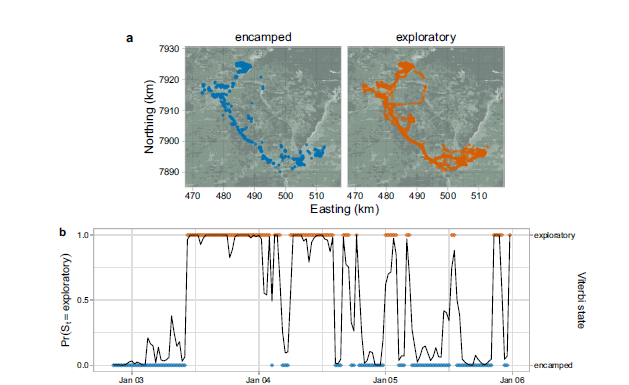 a
encamped
exploratory
7930
7920
7910
7900
7890
Northing (km)
470 480 490 500 510
470 480 490 500 510
Easting (km)
b
1.0
0.5
0.0
Pr(St = exploratory)
exploratory
encamped
Viterbi state
Jan 03 Jan 04 Jan 05 Jan 06